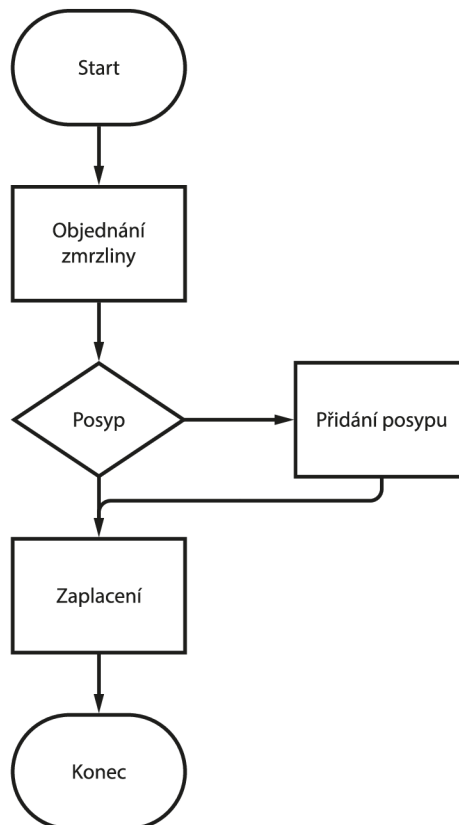 Start
Objednání
zmrzliny
Posyp
Přidání posypu
Zaplacení
Konec